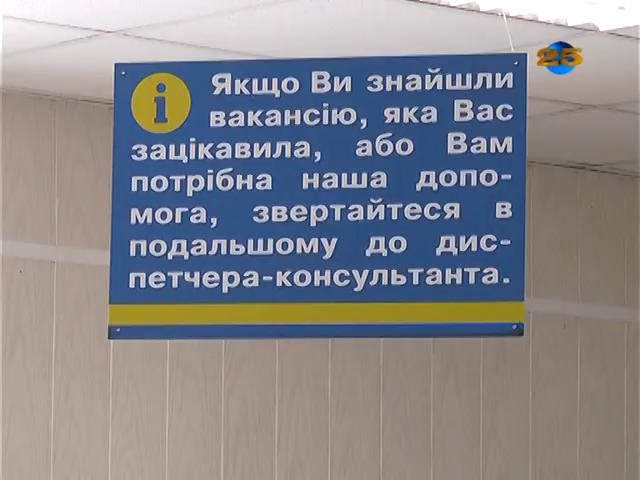 25
i
Якщо Ви знайшли
вакансію, яка Вас
зацікавила, або Вам
потрібна наша допо-
мога, звертайтеся в
подальшому до дис-
петчера-консультанта.